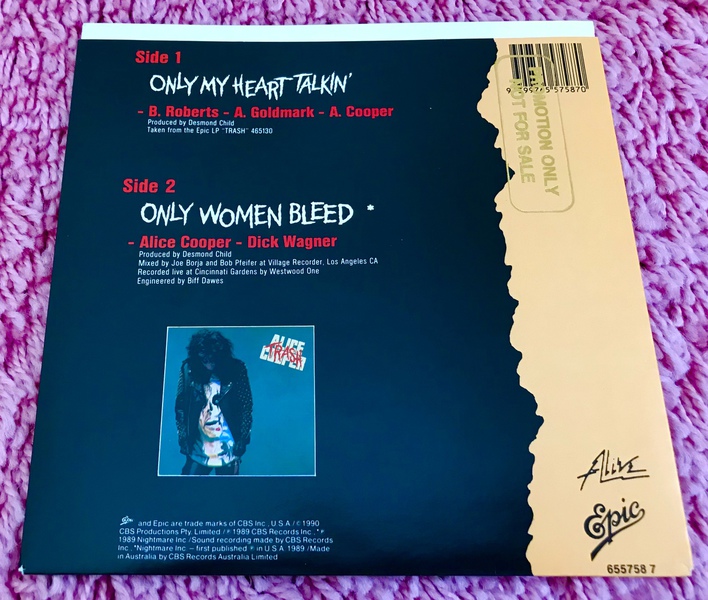 Side 1
ONLY MY HEART TALKIN'
- B. Roberts - A. Goldmark - A. Cooper
Produced by Desmond Child
Taken from the Epic LP "TRASH" 465130
Side 2
ONLY WOMEN BLEED *
- Alice Cooper - Dick Wagner
Produced by Desmond Child
Mixed by Joe Borja and Bob Pfeifer at Village Recorder, Los Angeles CA
Recorded live at Cincinnati Gardens by Westwood One
Engineered by Biff Dawes
ALICE
TRASH
COOPER
Epic and Epic are trade marks of CBS Inc., U.S.A./℗1990
CBS Productions Pty. Limited /℗1989 CBS Records Inc., *℗
1989 Nightmare Inc /Sound recording made by CBS Records
Inc., *Nightmare Inc. – first published ℗ in U.S.A. 1989 /Made
in Australia by CBS Records Australia Limited
575870
PROMOTION ONLY
NOT FOR SALE
Alive
Epic
655758 7